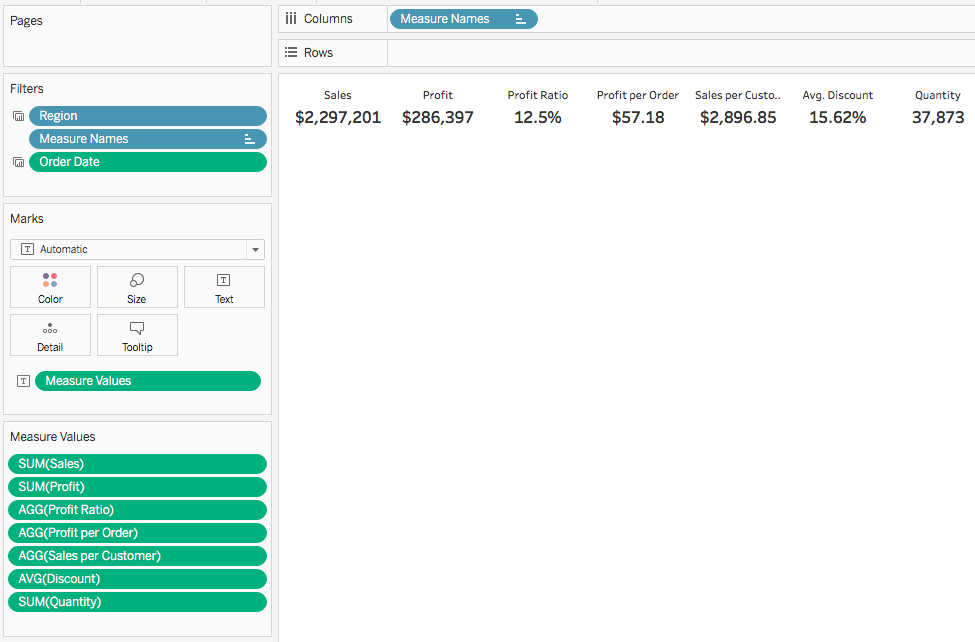 Pages
Filters
Region
Measure Names
Order Date
Marks
T Automatic
Color Size T Text
Detail Tooltip
T Measure Values
Measure Values
SUM(Sales)
SUM(Profit)
AGG(Profit Ratio)
AGG(Profit per Order)
AGG(Sales per Customer)
AVG(Discount)
SUM(Quantity)
Columns Measure Names
Rows
Sales Profit Profit Ratio Profit per Order Sales per Custo.. Avg. Discount Quantity
$2,297,201 $286,397 12.5% $57.18 $2,896.85 15.62% 37,873